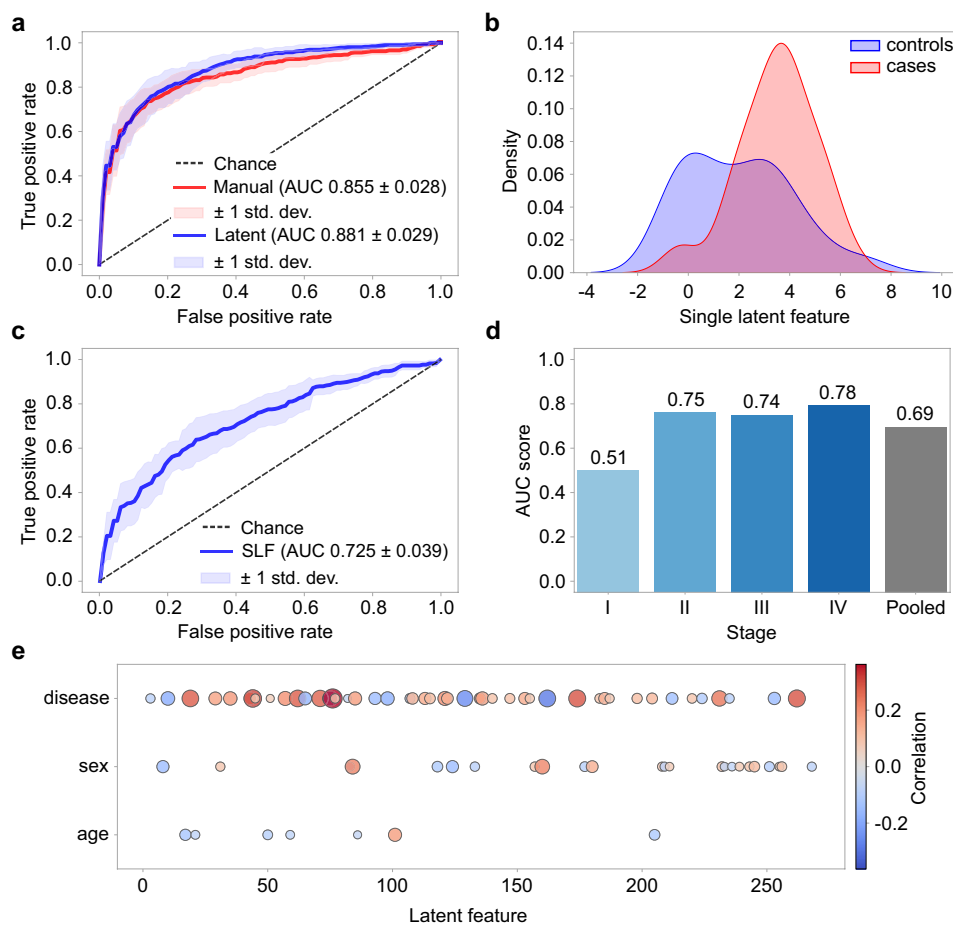 a
True positive rate
1.0
0.8
0.6
0.4
0.2
0.0
Chance
Manual (AUC 0.855 ± 0.028)
± 1 std. dev.
Latent (AUC 0.881 ± 0.029)
± 1 std. dev.
0.0 0.2 0.4 0.6 0.8 1.0
False positive rate
b
Density
0.14
0.12
0.10
0.08
0.06
0.04
0.02
0.00
controls
cases
-4 -2 0 2 4 6 8 10
Single latent feature
c
True positive rate
1.0
0.8
0.6
0.4
0.2
0.0
Chance
SLF (AUC 0.725 ± 0.039)
± 1 std. dev.
0.0 0.2 0.4 0.6 0.8 1.0
False positive rate
d
AUC score
1.0
0.8
0.6
0.4
0.2
0.0
0.51
0.75
0.74
0.78
0.69
I II III IV Pooled
Stage
e
disease
sex
age
0 50 100 150 200 250
Latent feature
0.2
0.0
-0.2
Correlation